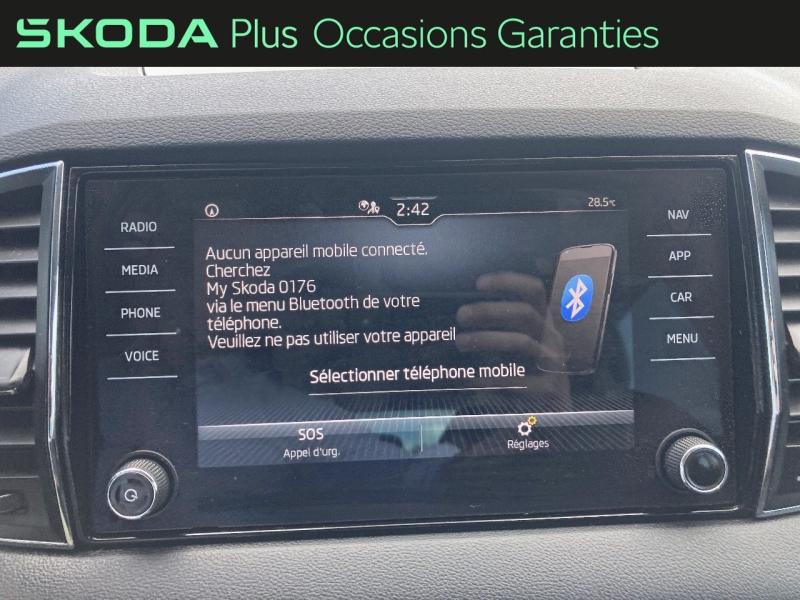 SKODA Plus Occasions Garanties
2:42
28.5°C
RADIO
MEDIA
PHONE
VOICE
Aucun appareil mobile connecté.
Cherchez
My Skoda 0176
via le menu Bluetooth de votre
téléphone.
Veuillez ne pas utiliser votre appareil
Sélectionner téléphone mobile
SOS
Appel d'urg.
Réglages
NAV
APP
CAR
MENU